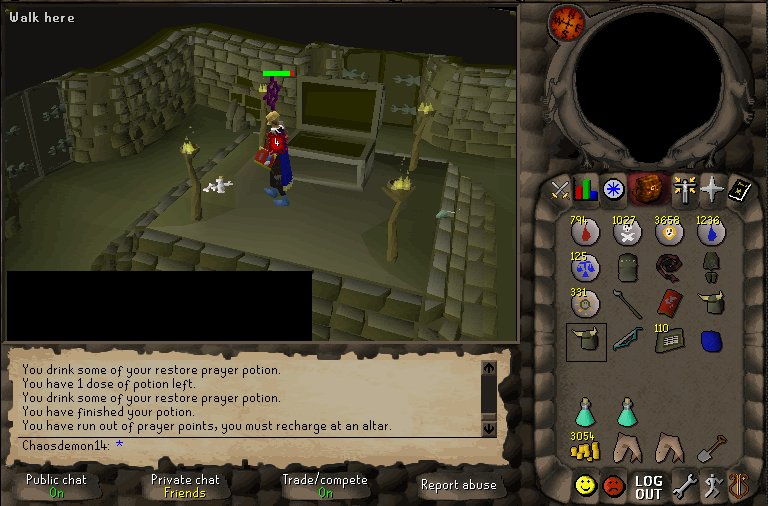 Walk here
4
794 1027 3658 1236
125
331
110
3054
You drink some of your restore prayer potion.
You have 1 dose of potion left.
You drink some of your restore prayer potion.
You have finished your potion.
You have run out of prayer points, you must recharge at an altar.
Chaosdemon14: *
Public chat
On
Private chat
Friends
Trade/compete
On
Report abuse
LOG
OUT